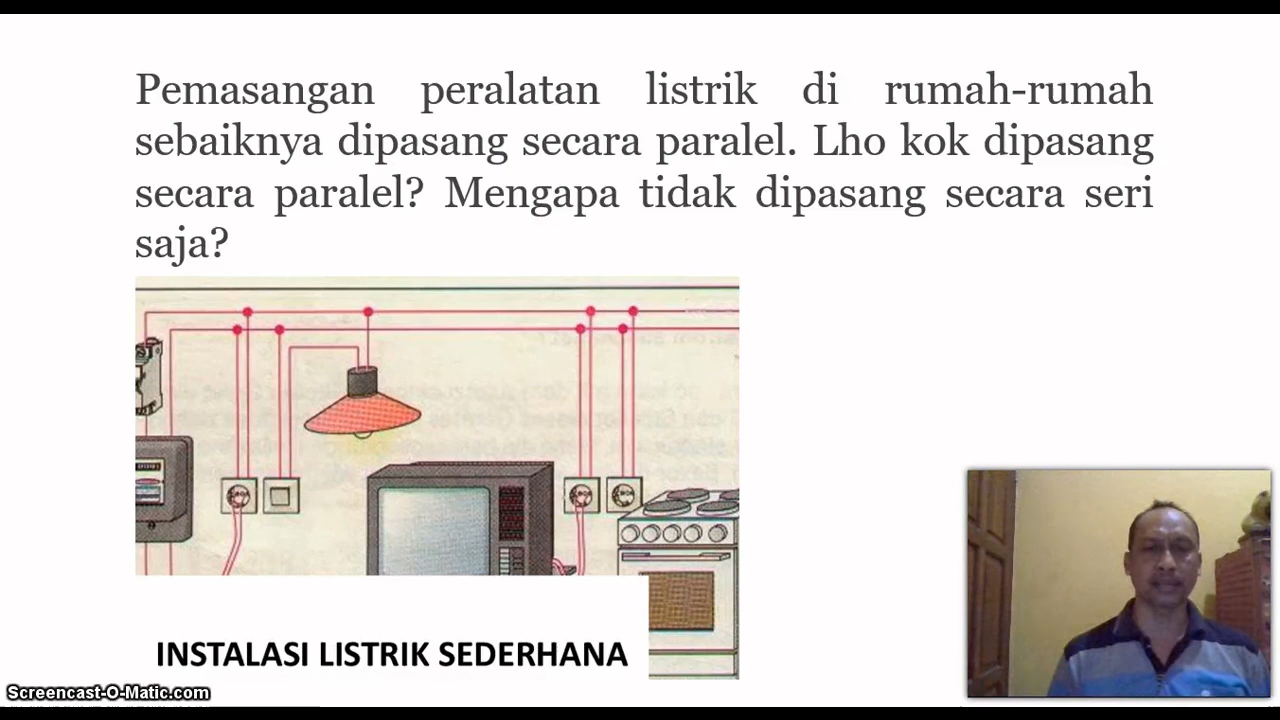 Pemasangan peralatan listrik di rumah-rumah
sebaiknya dipasang secara paralel. Lho kok dipasang
secara paralel? Mengapa tidak dipasang secara seri
saja?
INSTALASI LISTRIK SEDERHANA
Screencast-O-Matic.com